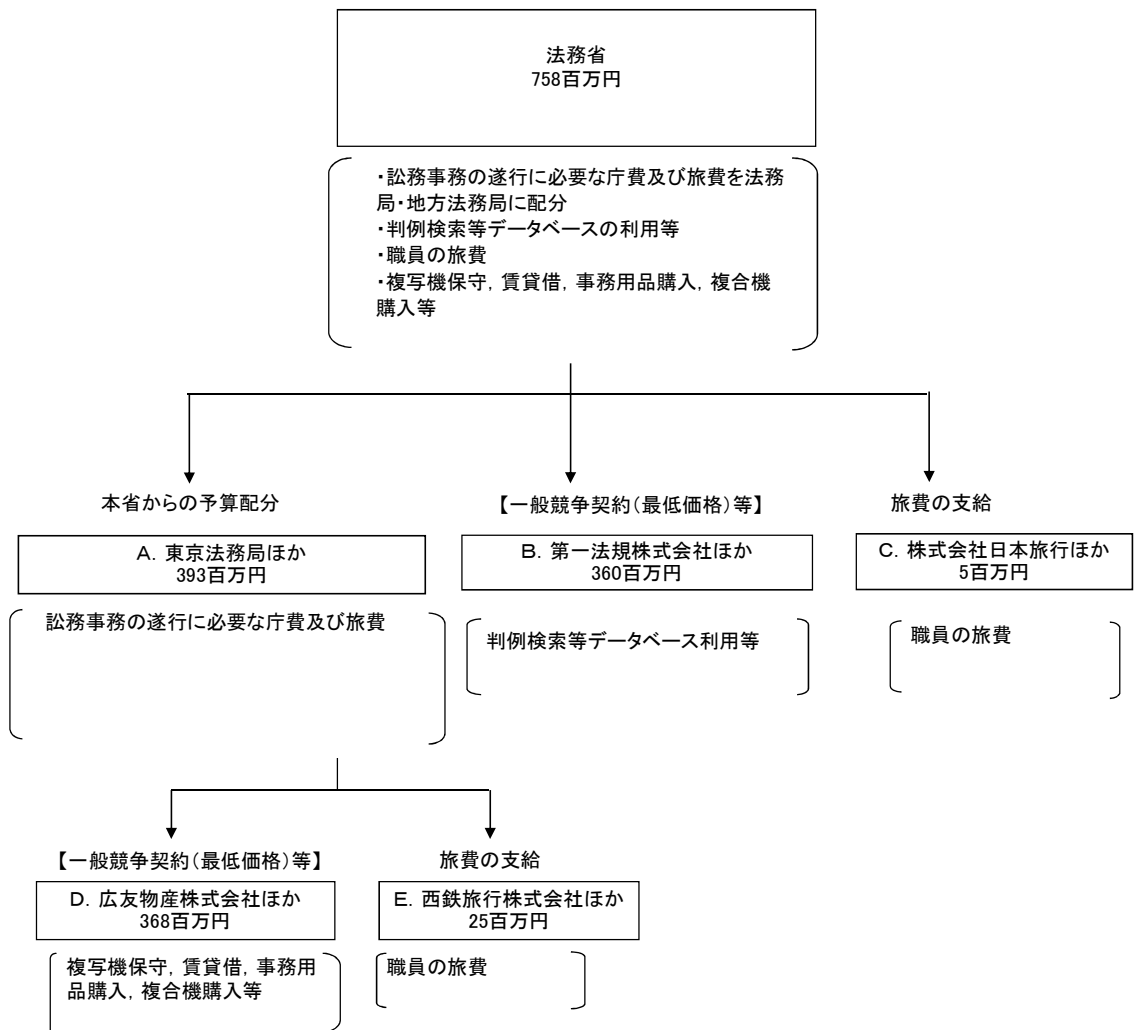 法務省
758百万円
・訟務事務の遂行に必要な庁費及び旅費を法務
局・地方法務局に配分
・判例検索等データベースの利用等
・職員の旅費
・複写機保守，賃貸借，事務用品購入，複合機
購入等
本省からの予算配分
【一般競争契約（最低価格）等】
旅費の支給
A．東京法務局ほか
393百万円
B．第一法規株式会社ほか
360百万円
C．株式会社日本旅行ほか
5百万円
訟務事務の遂行に必要な庁費及び旅費
判例検索等データベース利用等
職員の旅費
【一般競争契約（最低価格）等】
旅費の支給
D．広友物産株式会社ほか
368百万円
E．西鉄旅行株式会社ほか
25百万円
複写機保守，賃貸借，事務用
品購入，複合機購入等
職員の旅費